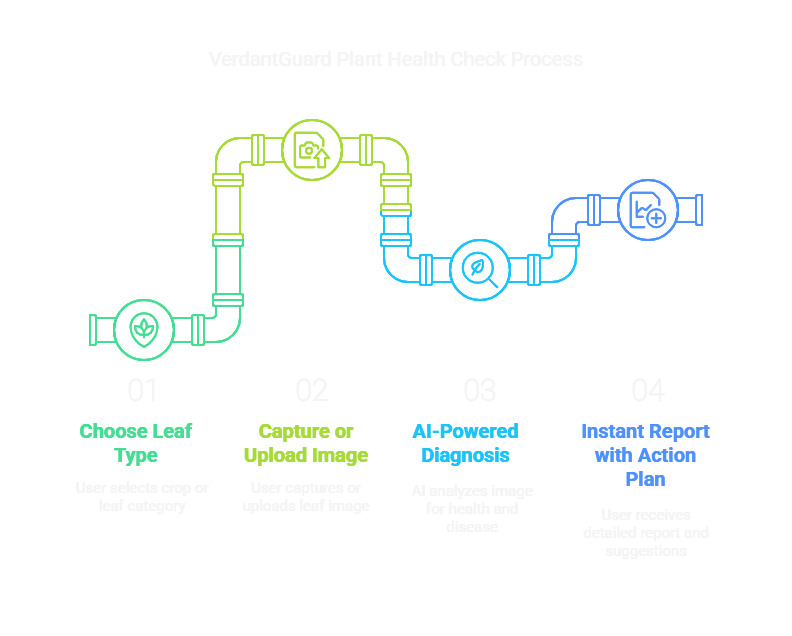 VerdantGuard Plant Health Check Process
01
Choose Leaf
Type
User selects crop or
leaf category
02
Capture or
Upload Image
User captures or
uploads leaf image
03
AI-Powered
Diagnosis
AI analyzes image
for health and
disease
04
Instant Report
with Action
Plan
User receives
detailed report and
suggestions